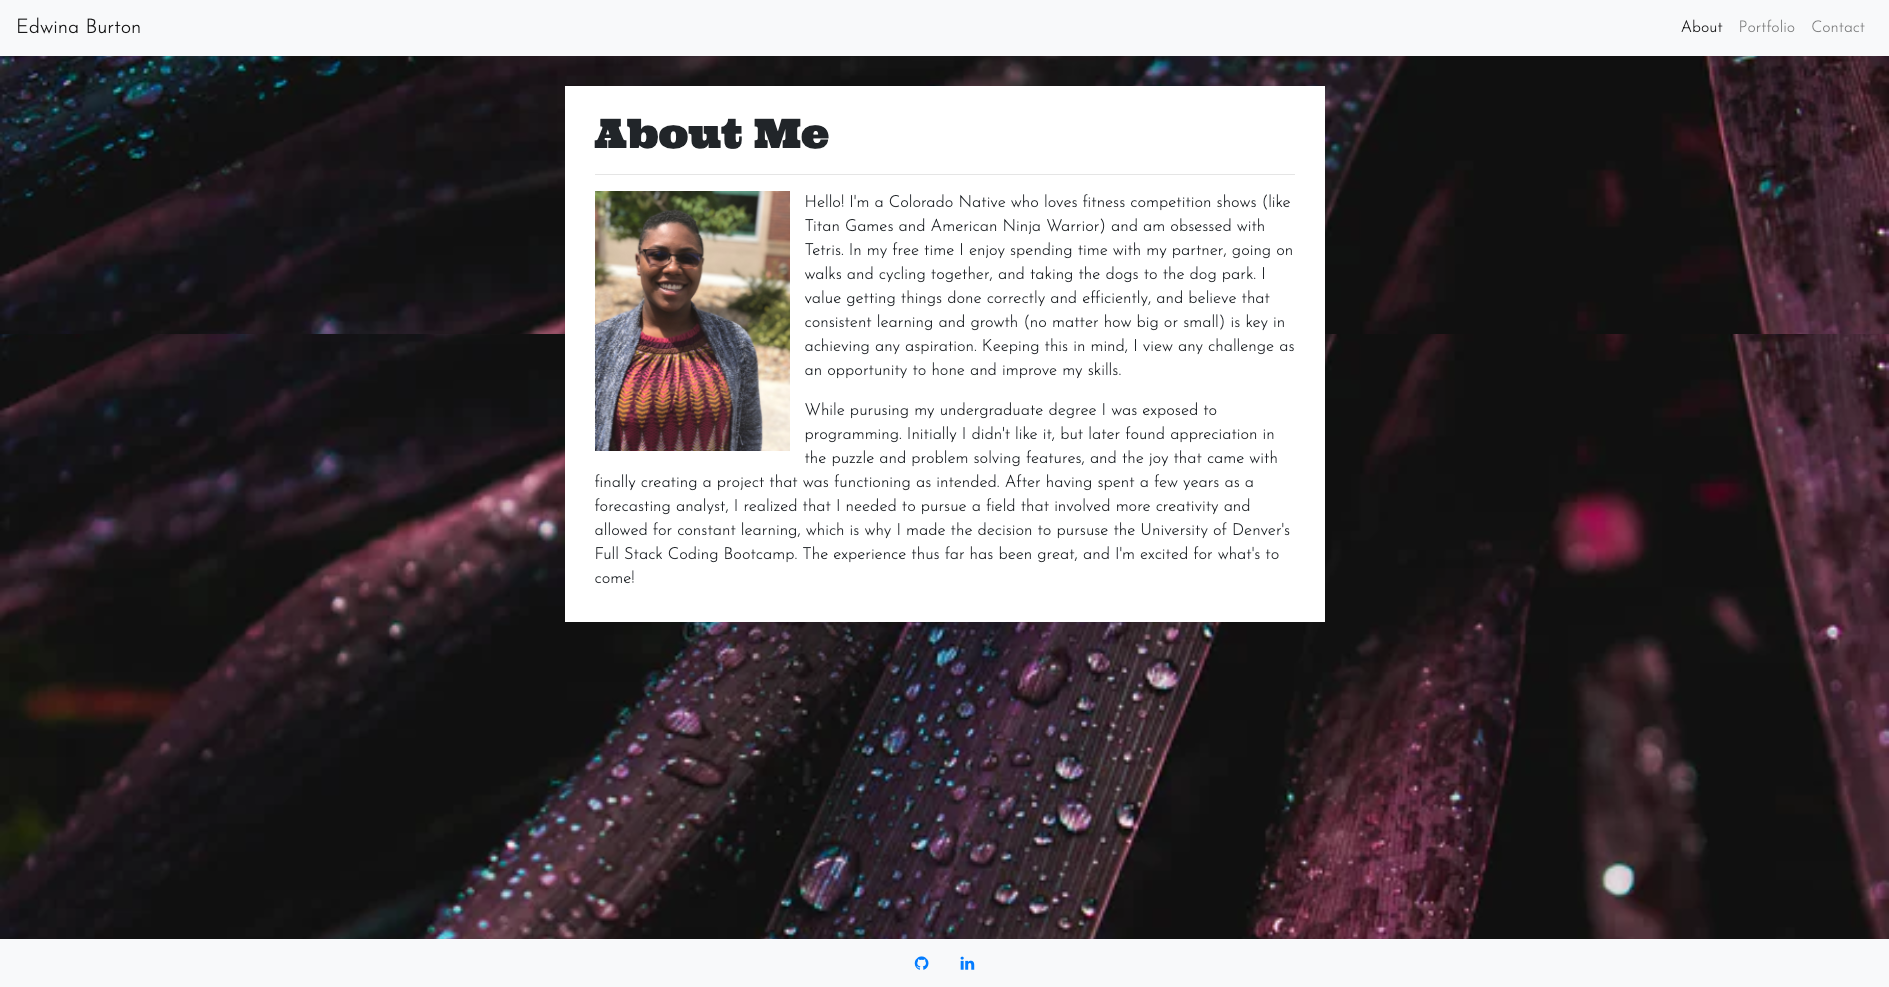 Edwina Burton
About Portfolio Contact
About Me
Hello! I'm a Colorado Native who loves fitness competition shows (like
Titan Games and American Ninja Warrior) and am obsessed with
Tetris. In my free time I enjoy spending time with my partner, going on
walks and cycling together, and taking the dogs to the dog park. I
value getting things done correctly and efficiently, and believe that
consistent learning and growth (no matter how big or small) is key in
achieving any aspiration. Keeping this in mind, I view any challenge as
an opportunity to hone and improve my skills.
While purusing my undergraduate degree I was exposed to
programming. Initially I didn't like it, but later found appreciation in
the puzzle and problem solving features, and the joy that came with
finally creating a project that was functioning as intended. After having spent a few years as a
forecasting analyst, I realized that I needed to pursue a field that involved more creativity and
allowed for constant learning, which is why I made the decision to pursuse the University of Denver's
Full Stack Coding Bootcamp. The experience thus far has been great, and I'm excited for what's to
come!
in